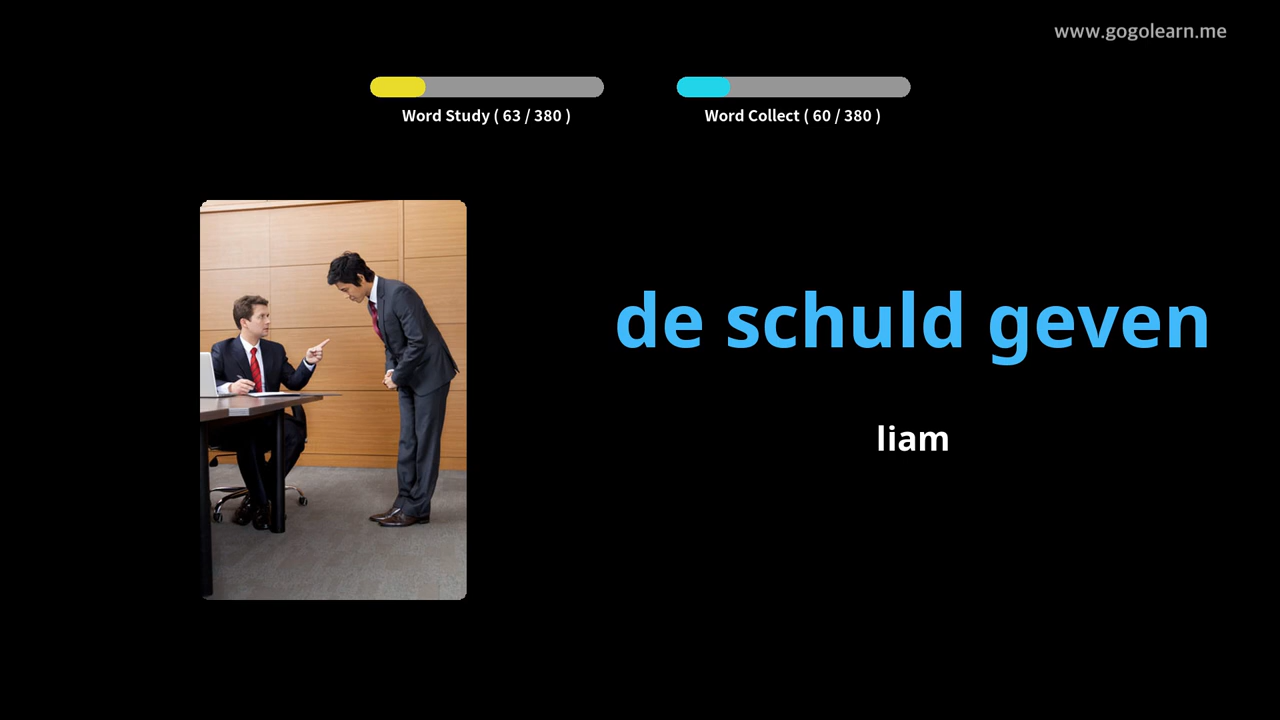 www.gogolearn.me
Word Study ( 63 / 380 )
Word Collect ( 60 / 380 )
de schuld geven
liam